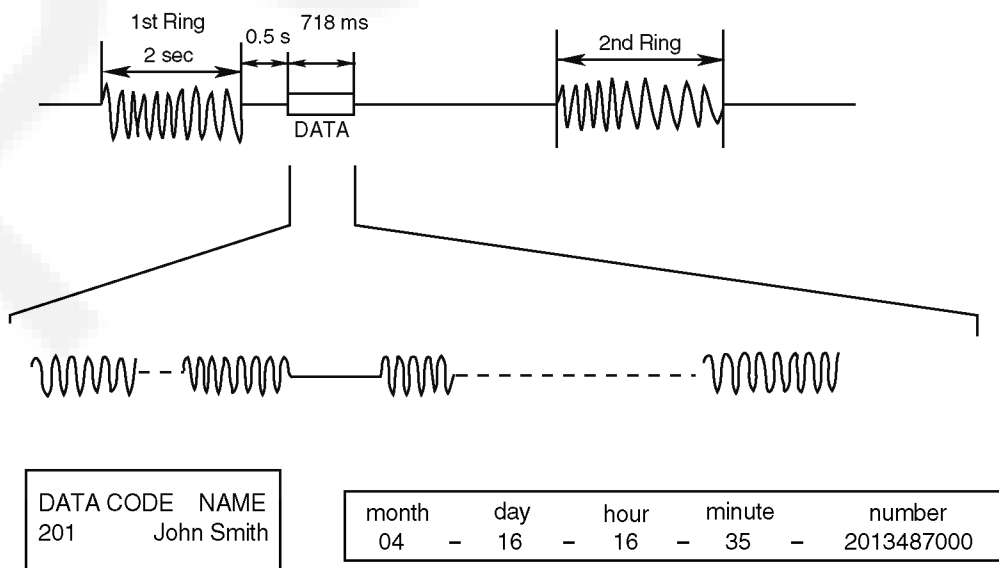 1st Ring
2 sec
0.5 s
718 ms
DATA
2nd Ring
DATA CODE NAME
201 John Smith
month day hour minute number
04 – 16 – 16 – 35 – 2013487000